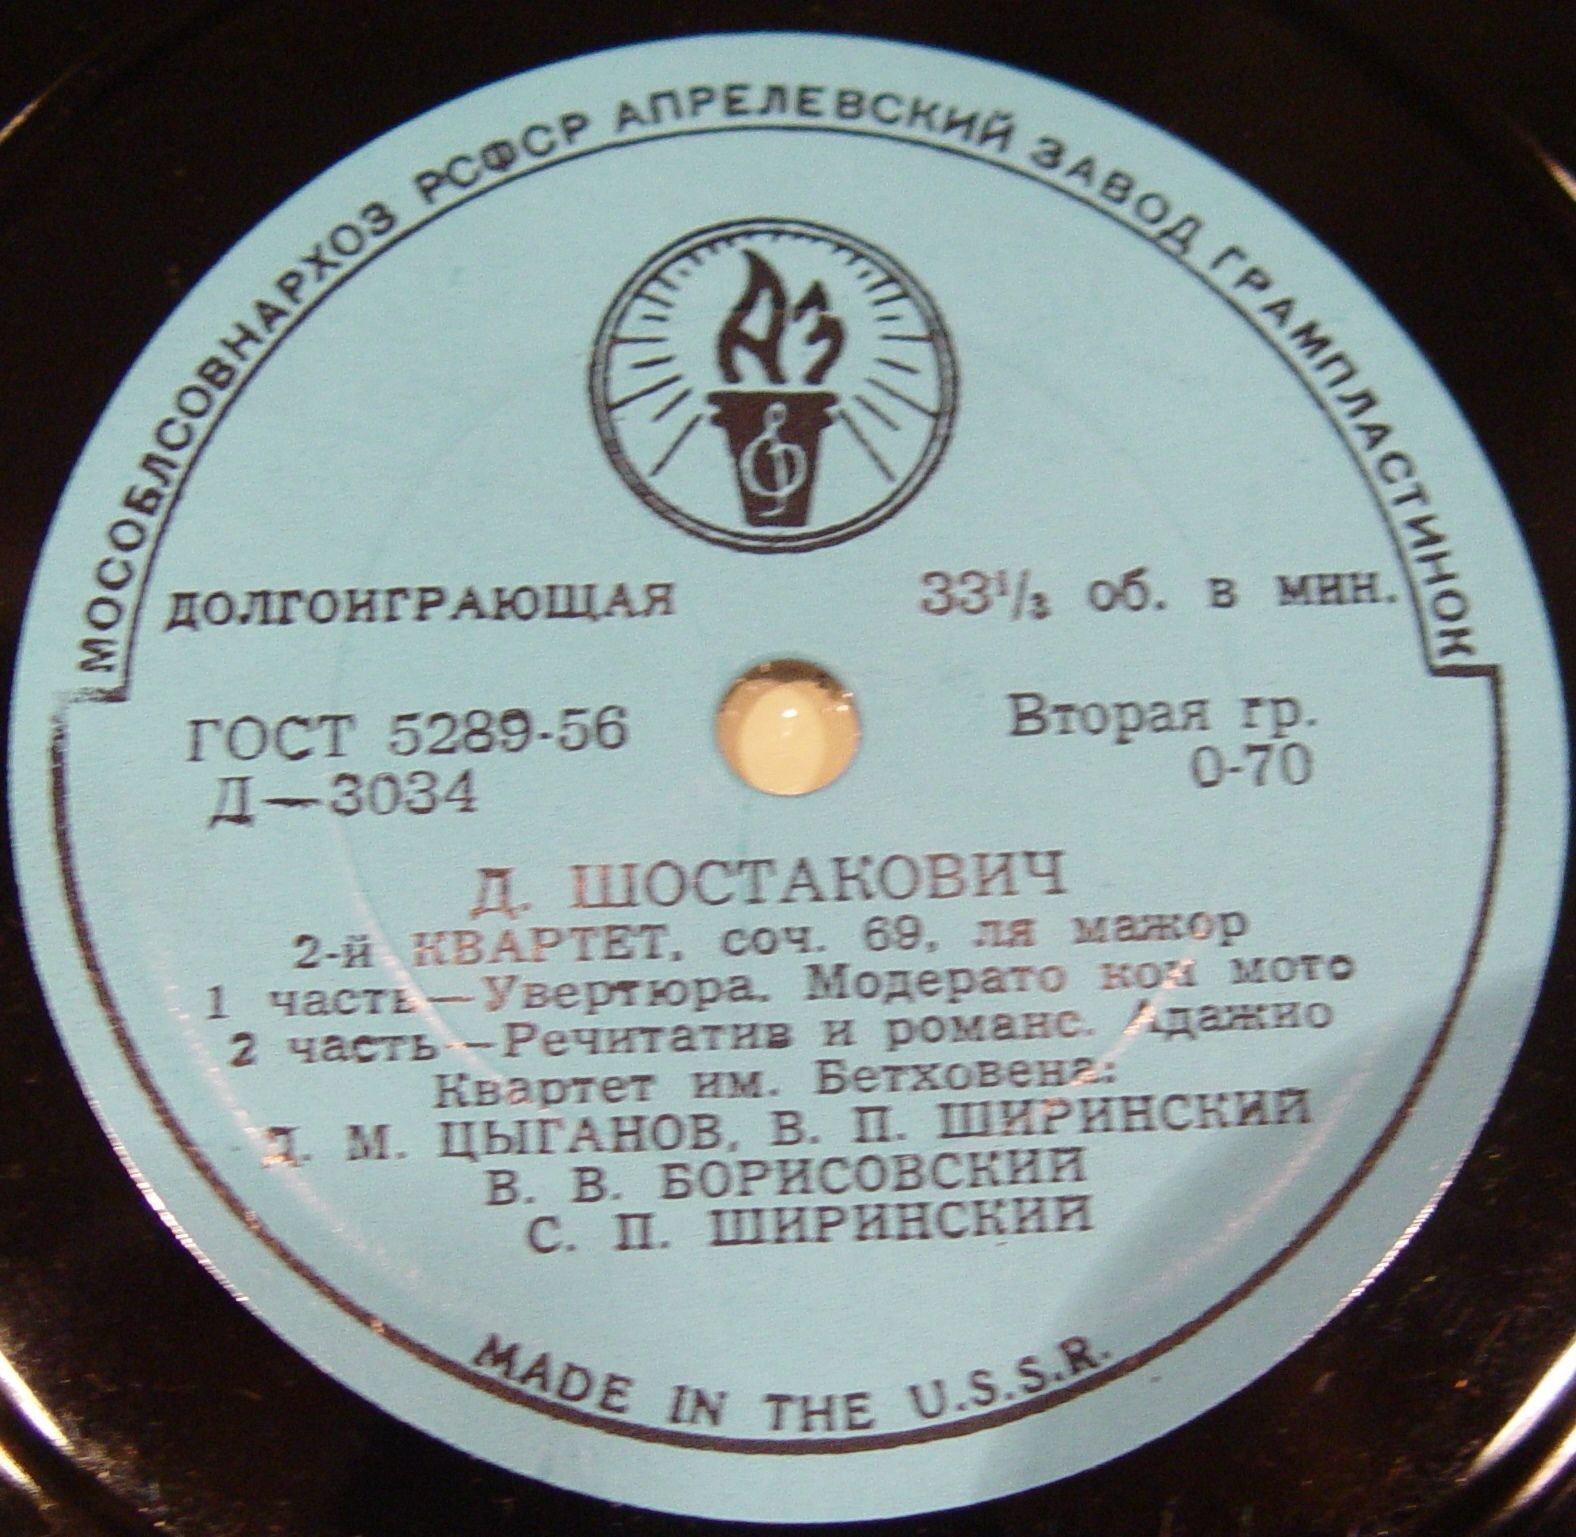 МОСОБЛСОВНАРХОЗ РСФСР АПРЕЛЕВСКИЙ ЗАВОД ГРАМПЛАСТИНОК
АЗ
ДОЛГОИГРАЮЩАЯ 33⅓ об. в мин.
ГОСТ 5289-56 Вторая гр.
Д—3034 0-70
Д. ШОСТАКОВИЧ
2-й КВАРТЕТ, соч. 69, ля мажор
1 часть—Увертюра. Модерато кон мото
2 часть—Речитатив и романс. Адажио
Квартет им. Бетховена:
Д. М. ЦЫГАНОВ, В. П. ШИРИНСКИЙ
В. В. БОРИСОВСКИЙ
С. П. ШИРИНСКИЙ
MADE IN THE U.S.S.R.